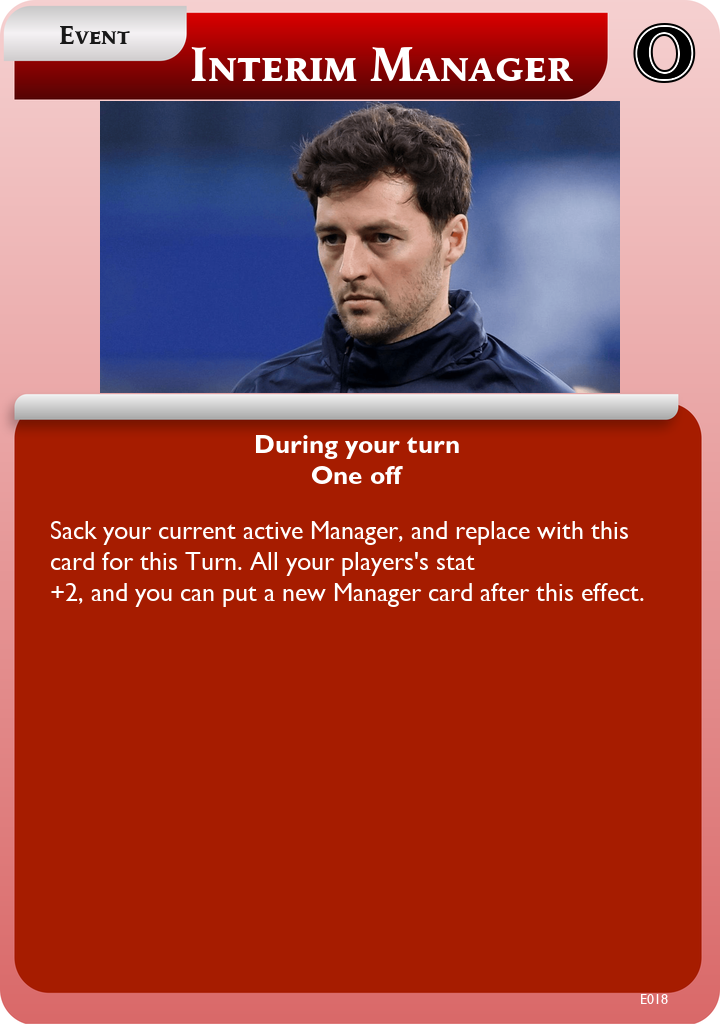 Event
Interim Manager
0
During your turn
One off
Sack your current active Manager, and replace with this
card for this Turn. All your players's stat
+2, and you can put a new Manager card after this effect.
E018